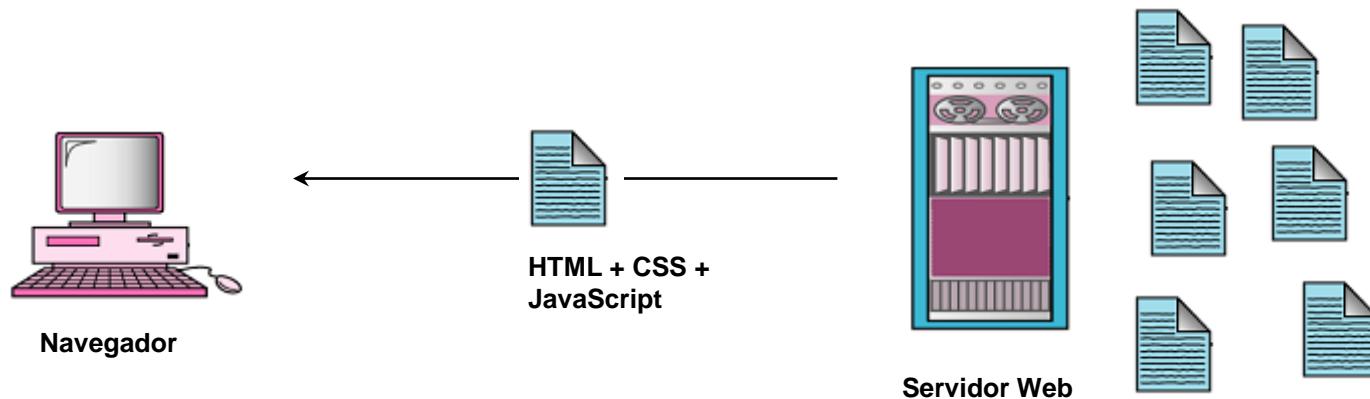 HTML + CSS +
JavaScript
Navegador
Servidor Web